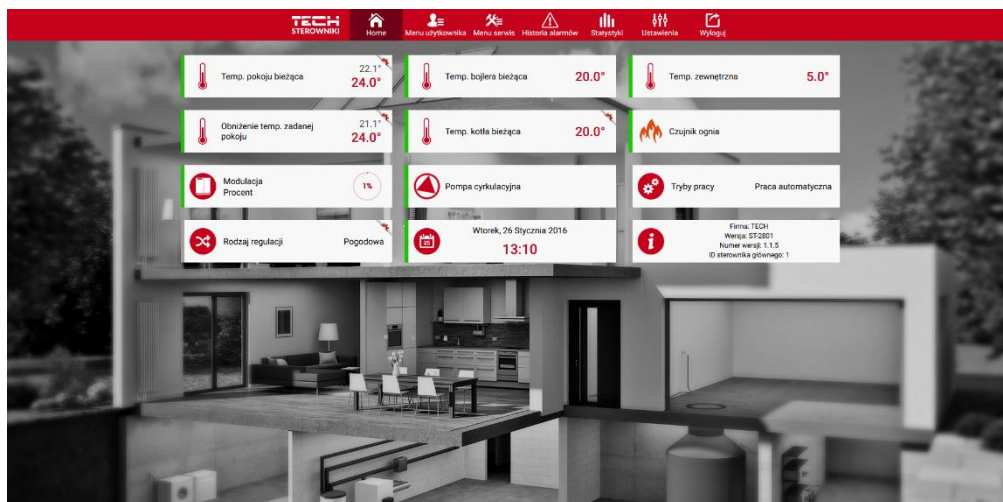 TECH
STEROWNIKI
Home
Menu użytkownika
Menu serwis
Historia alarmów
Statystyki
Ustawienia
Wyloguj
Temp. pokoju bieżąca
22.1°
24.0°
Temp. bojlera bieżąca
20.0°
Temp. zewnętrzna
5.0°
Obniżenie temp. zadanej
pokoju
21.1°
24.0°
Temp. kotła bieżąca
20.0°
Czujnik ognia
Modulacja
Procent
1%
Pompa cyrkulacyjna
Tryby pracy
Praca automatyczna
Rodzaj regulacji
Pogodowa
25
Wtorek, 26 Stycznia 2016
13:10
Firma: TECH
Wersja: ST-2801
Numer wersji: 1.1.5
ID sterownika głównego: 1